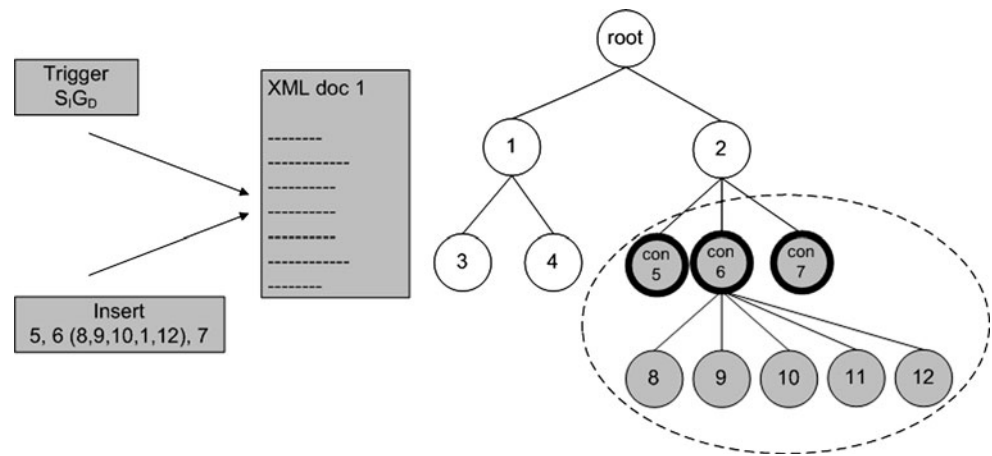 Trigger
SIGD
Insert
5, 6 (8,9,10,1,12), 7
XML doc 1
--------
------------
----------
----------
----------
------------
--------
root
1
2
3
4
con
5
con
6
con
7
8
9
10
11
12